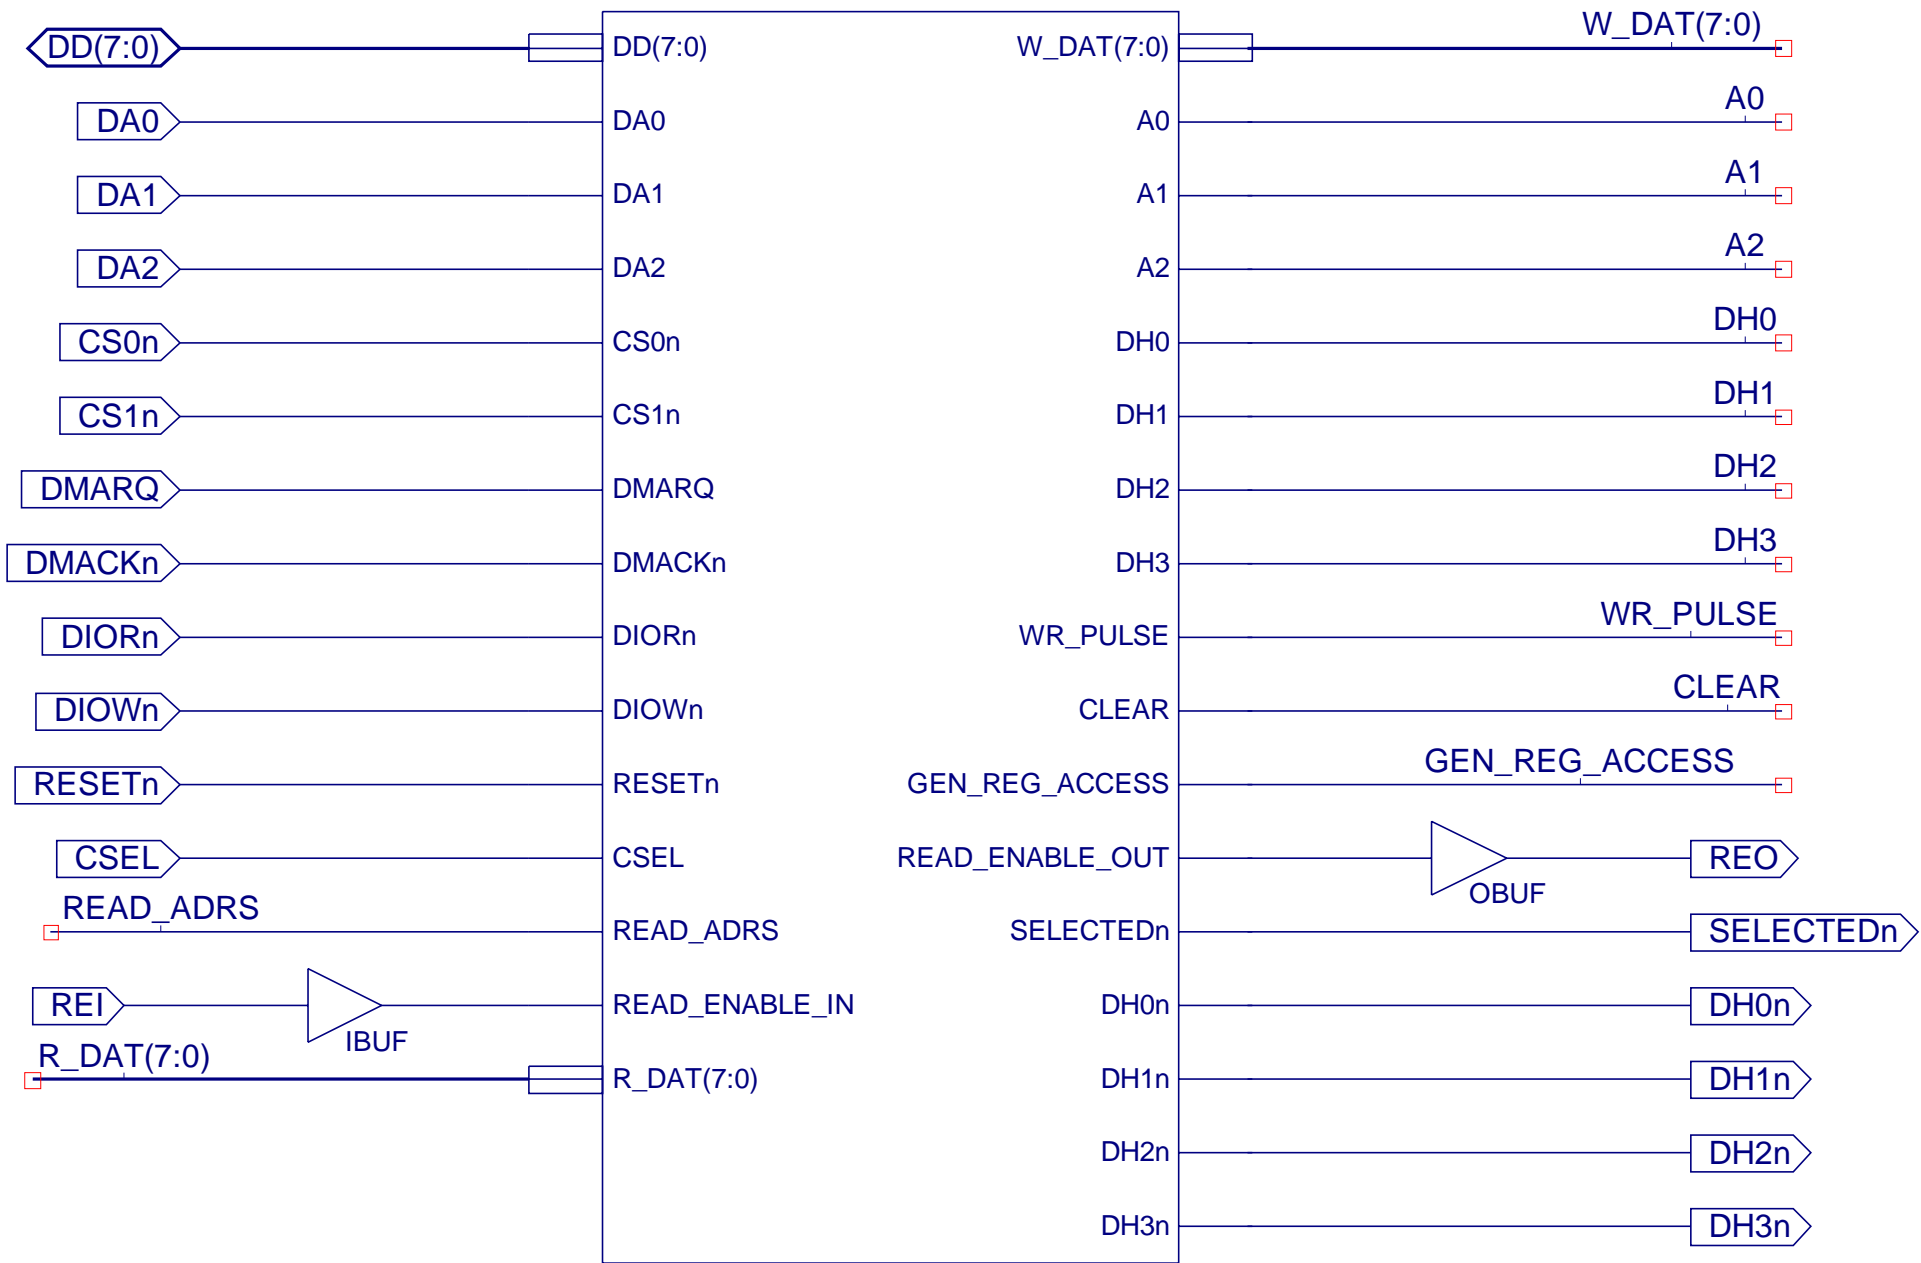 DD(7:0) DD(7:0) W_DAT(7:0) W_DAT(7:0)
DA0 DA0 A0 A0
DA1 DA1 A1 A1
DA2 DA2 A2 A2
CS0n CS0n DH0 DH0
CS1n CS1n DH1 DH1
DMARQ DMARQ DH2 DH2
DMACKn DMACKn DH3 DH3
DIORn DIORn WR_PULSE WR_PULSE
DIOWn DIOWn CLEAR CLEAR
RESETn RESETn GEN_REG_ACCESS GEN_REG_ACCESS
CSEL CSEL READ_ENABLE_OUT OBUF REO
READ_ADRS READ_ADRS SELECTEDn SELECTEDn
REI IBUF READ_ENABLE_IN DH0n DH0n
R_DAT(7:0) R_DAT(7:0) DH1n DH1n
DH2n DH2n
DH3n DH3n